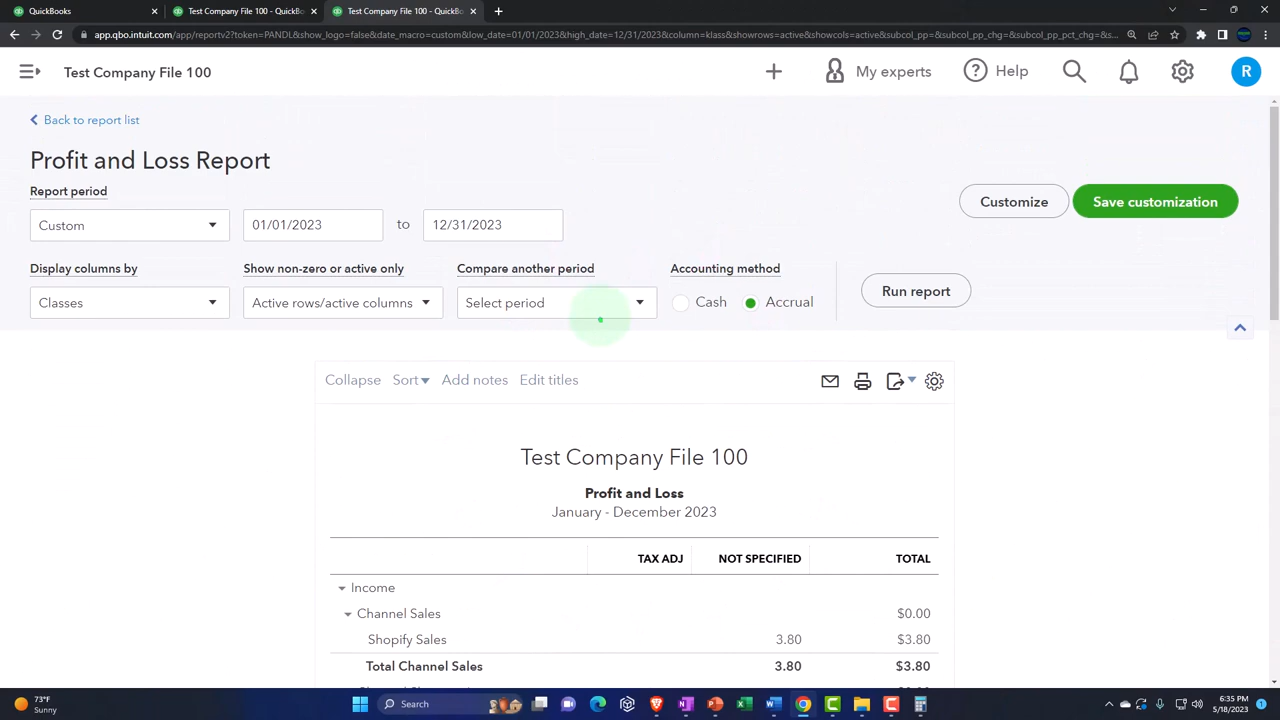 QuickBooks
Test Company File 100 - QuickBo
Test Company File 100 - QuickBo
app.qbo.intuit.com/app/reportv2?token=PANDL&show_logo=false&date_macro=custom&low_date=01/01/2023&high_date=12/31/2023&column=klass&showrows=active&showcols=active&subcol_pp=&subcol_pp_chg=&subcol_pp_pct_chg=&s...
Test Company File 100
My experts
Help
R
Back to report list
Profit and Loss Report
Report period
Custom
01/01/2023
to
12/31/2023
Customize
Save customization
Display columns by
Show non-zero or active only
Compare another period
Accounting method
Classes
Active rows/active columns
Select period
Cash
Accrual
Run report
Collapse
Sort
Add notes
Edit titles
Test Company File 100
Profit and Loss
January - December 2023
TAX ADJ NOT SPECIFIED TOTAL
Income
Channel Sales $0.00
Shopify Sales 3.80 $3.80
Total Channel Sales 3.80 $3.80
73°F
Sunny
Search
6:35 PM
5/18/2023